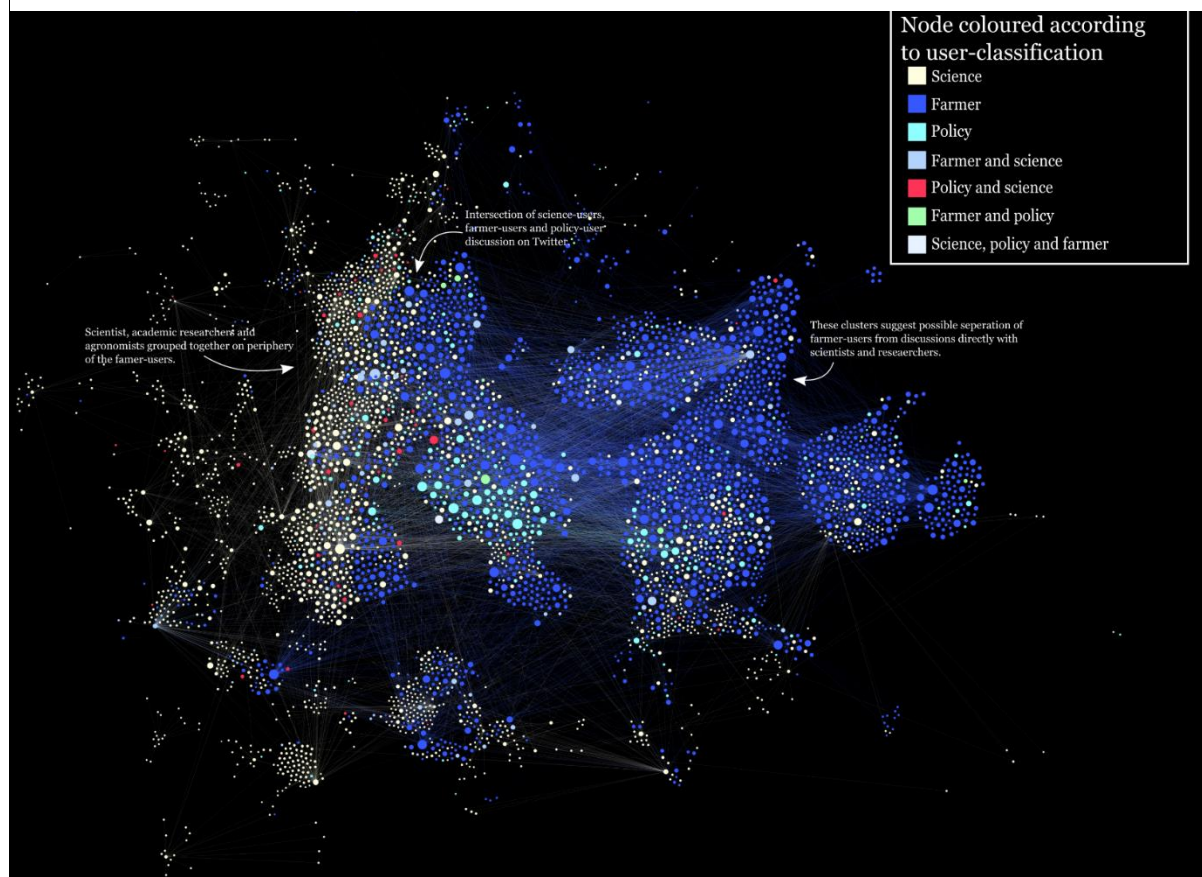 Node coloured according
to user-classification
Science
Farmer
Policy
Farmer and science
Policy and science
Farmer and policy
Science, policy and farmer
Intersection of science-users,
farmer-users and policy-user
discussion on Twitter.
Scientist, academic researchers and
agronomists grouped together on periphery
of the famer-users.
These clusters suggest possible seperation of
farmer-users from discussions directly with
scientists and reseaerchers.